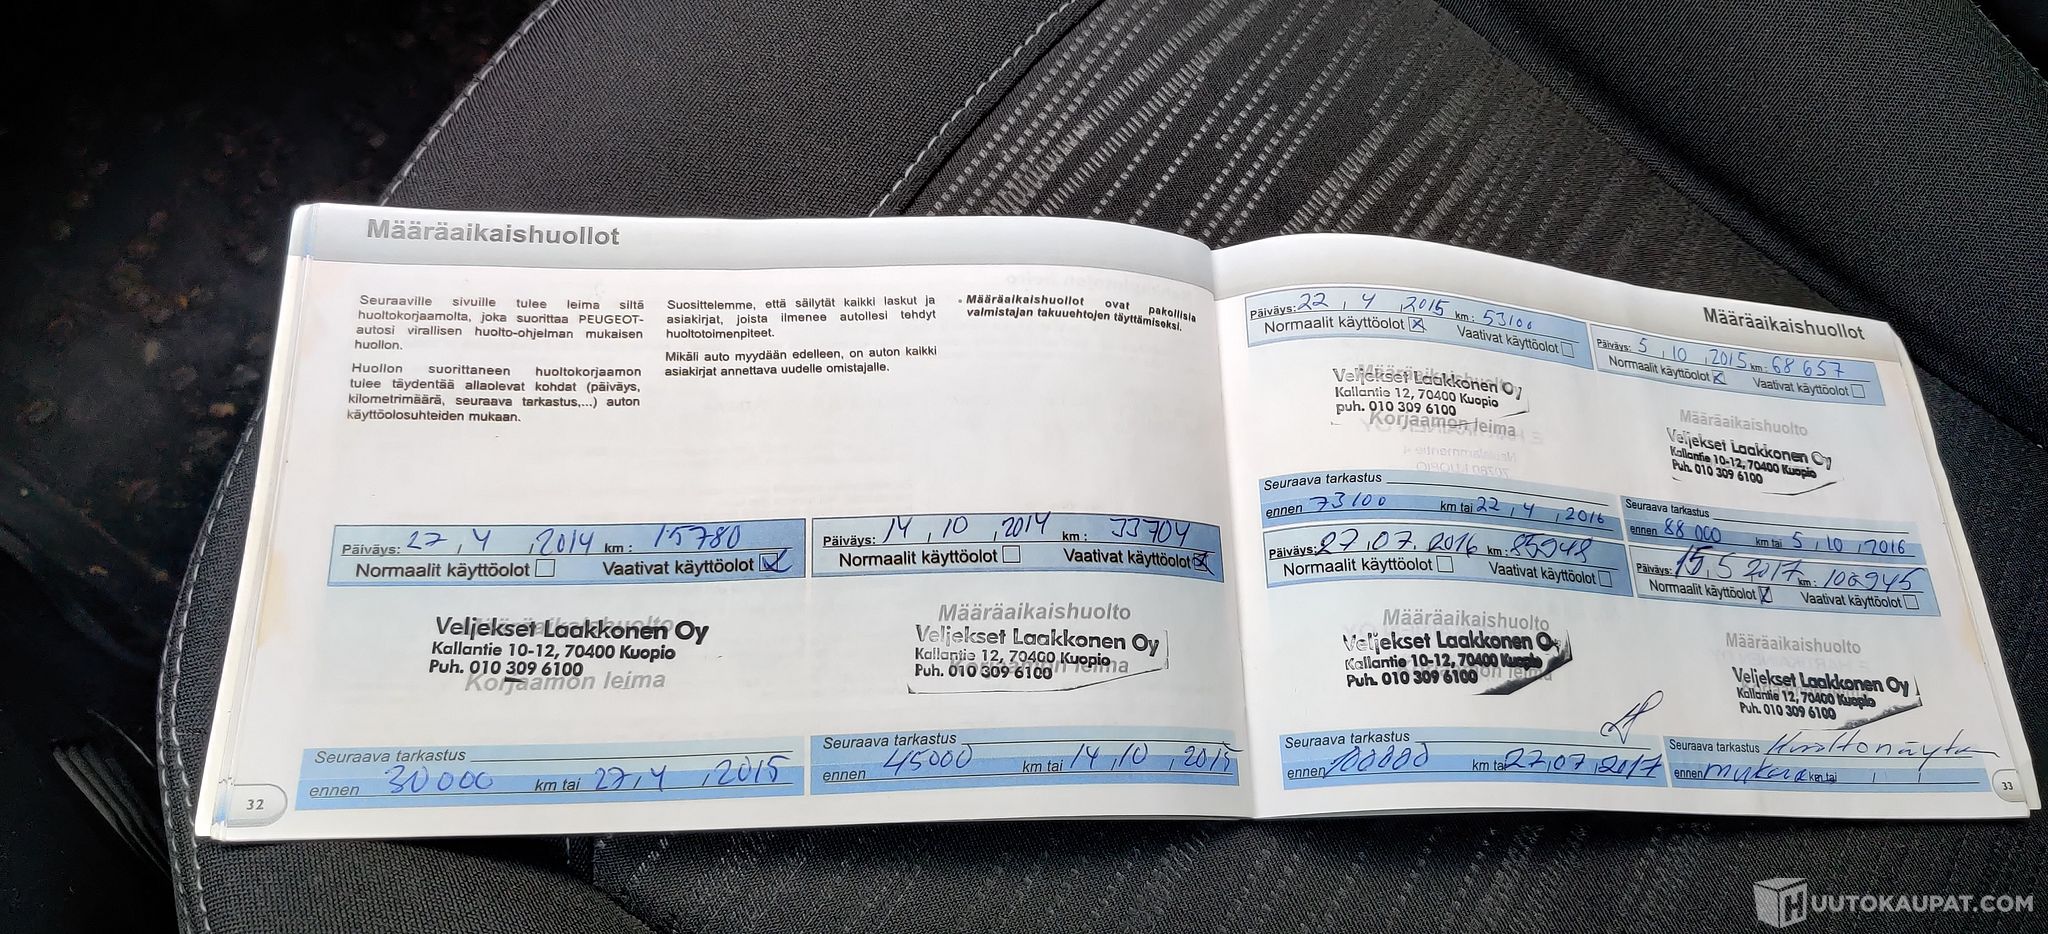 Määräaikaishuollot
Seuraaville sivuille tulee leima siltä
huoltokorjaamolta, joka suorittaa PEUGEOT-
autosi virallisen huolto-ohjelman mukaisen
huollon.
Huollon suorittaneen huoltokorjaamon
tulee täydentää allaolevat kohdat (päiväys,
kilometrimäärä, seuraava tarkastus,...) auton
käyttöolosuhteiden mukaan.
Suosittelemme, että säilytät kaikki laskut ja
asiakirjat, joista ilmenee autollesi tehdyt
huoltotoimenpiteet.
Mikäli auto myydään edelleen, on auton kaikki
asiakirjat annettava uudelle omistajalle.
• Määräaikaishuollot ovat pakollisia
valmistajan takuuehtojen täyttämiseksi.
Päiväys: 27, 4, 2014 km: 15780
Normaalit käyttöolot Vaativat käyttöolot
Määräaikaishuolto
Veljekset Laakkonen Oy
Kallantie 10-12, 70400 Kuopio
Puh. 010 309 6100
Korjaamon leima
Seuraava tarkastus
ennen 30000 km tai 27, 4, 2015
32
Päiväys: 14, 10, 2014 km: 33704
Normaalit käyttöolot Vaativat käyttöolot
Määräaikaishuolto
Veljekset Laakkonen Oy
Kallantie 12, 70400 Kuopio
Puh. 010 309 6100
Korjaamon leima
Seuraava tarkastus
ennen 45000 km tai 14, 10, 2015
Määräaikaishuollot
Päiväys: 22, 4, 2015 km: 53100
Normaalit käyttöolot Vaativat käyttöolot
Määräaikaishuolto
Veljekset Laakkonen Oy
Kallantie 12, 70400 Kuopio
puh. 010 309 6100
Korjaamon leima
Seuraava tarkastus
ennen 73100 km tai 22, 4, 2016
Päiväys: 5, 10, 2015 km: 68657
Normaalit käyttöolot Vaativat käyttöolot
Määräaikaishuolto
Veljekset Laakkonen Oy
Kallantie 10-12, 70400 Kuopio
Puh. 010 309 6100
Seuraava tarkastus
ennen 88 000 km tai 5, 10, 2016
Päiväys: 27.07.2016 km:
Normaalit käyttöolot Vaativat käyttöolot
Määräaikaishuolto
Veljekset Laakkonen Oy
Kallantie 10-12, 70400 Kuopio
Puh. 010 309 6100
Korjaamon leima
Seuraava tarkastus
ennen 100000 km tai 27.07.2017
Päiväys: 15.5 2017 km:
Normaalit käyttöolot Vaativat käyttöolot
Määräaikaishuolto
Veljekset Laakkonen Oy
Kallantie 12, 70400 Kuopio
Puh. 010 309 6100
Seuraava tarkastus Huoltonäytön
ennen mukaan km tai , ,
33
HUUTOKAUPAT.COM